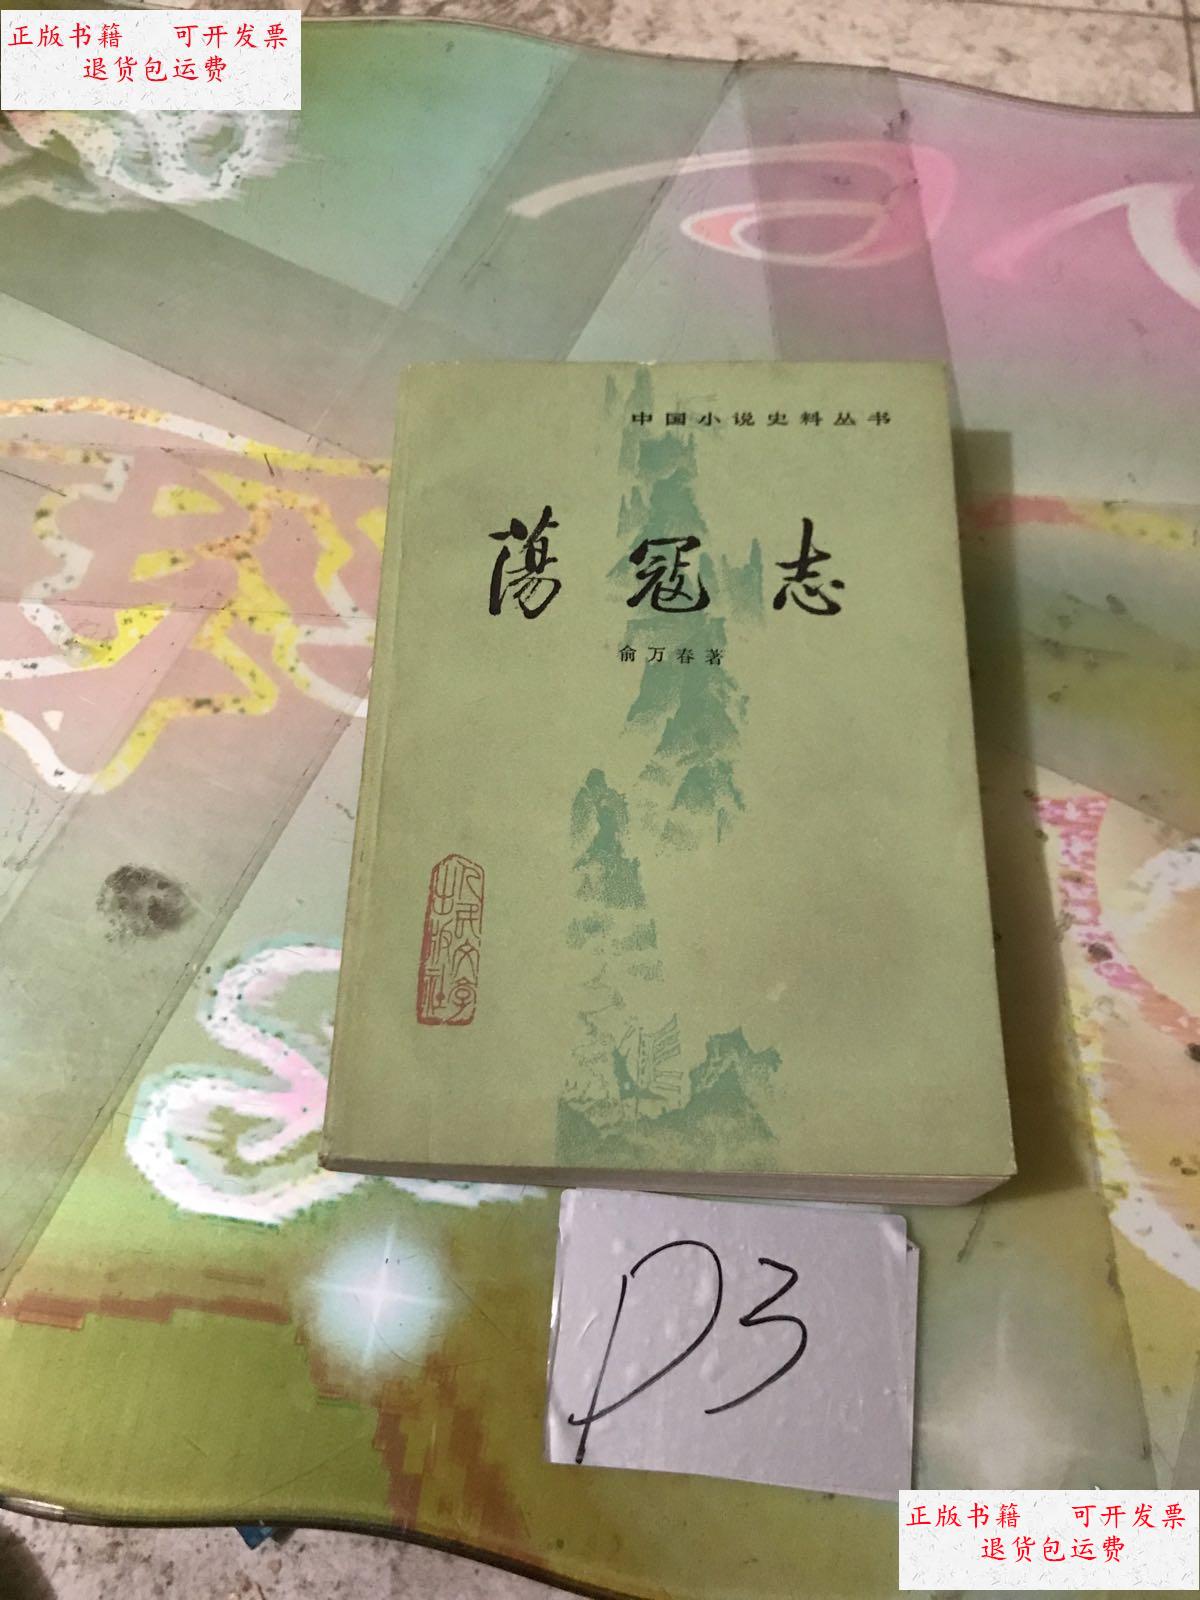 正版书籍 可开发票
退货包运费
中国小说史料丛书
荡寇志
俞万春著
人民文学
出版社
D3
正版书籍 可开发票
退货包运费